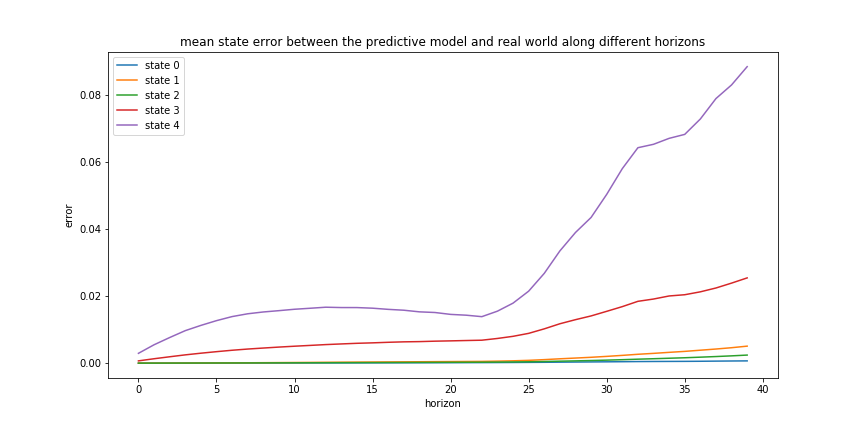 mean state error between the predictive model and real world along different horizons
state 0
state 1
state 2
state 3
state 4
error
0.08
0.06
0.04
0.02
0.00
0 5 10 15 20 25 30 35 40
horizon